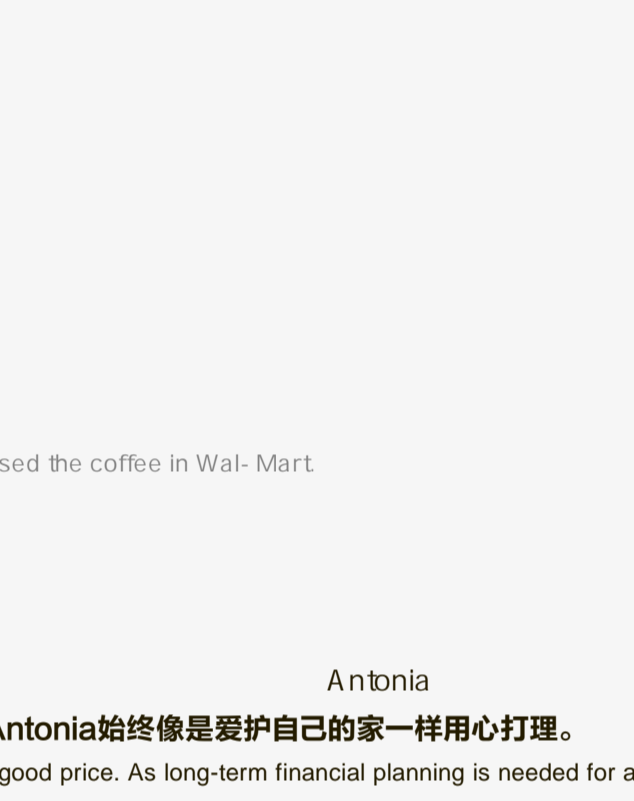 sed the coffee in Wal- Mart.
Antonia
Antonia始终像是爱护自己的家一样用心打理。
good price. As long-term financial planning is needed for a